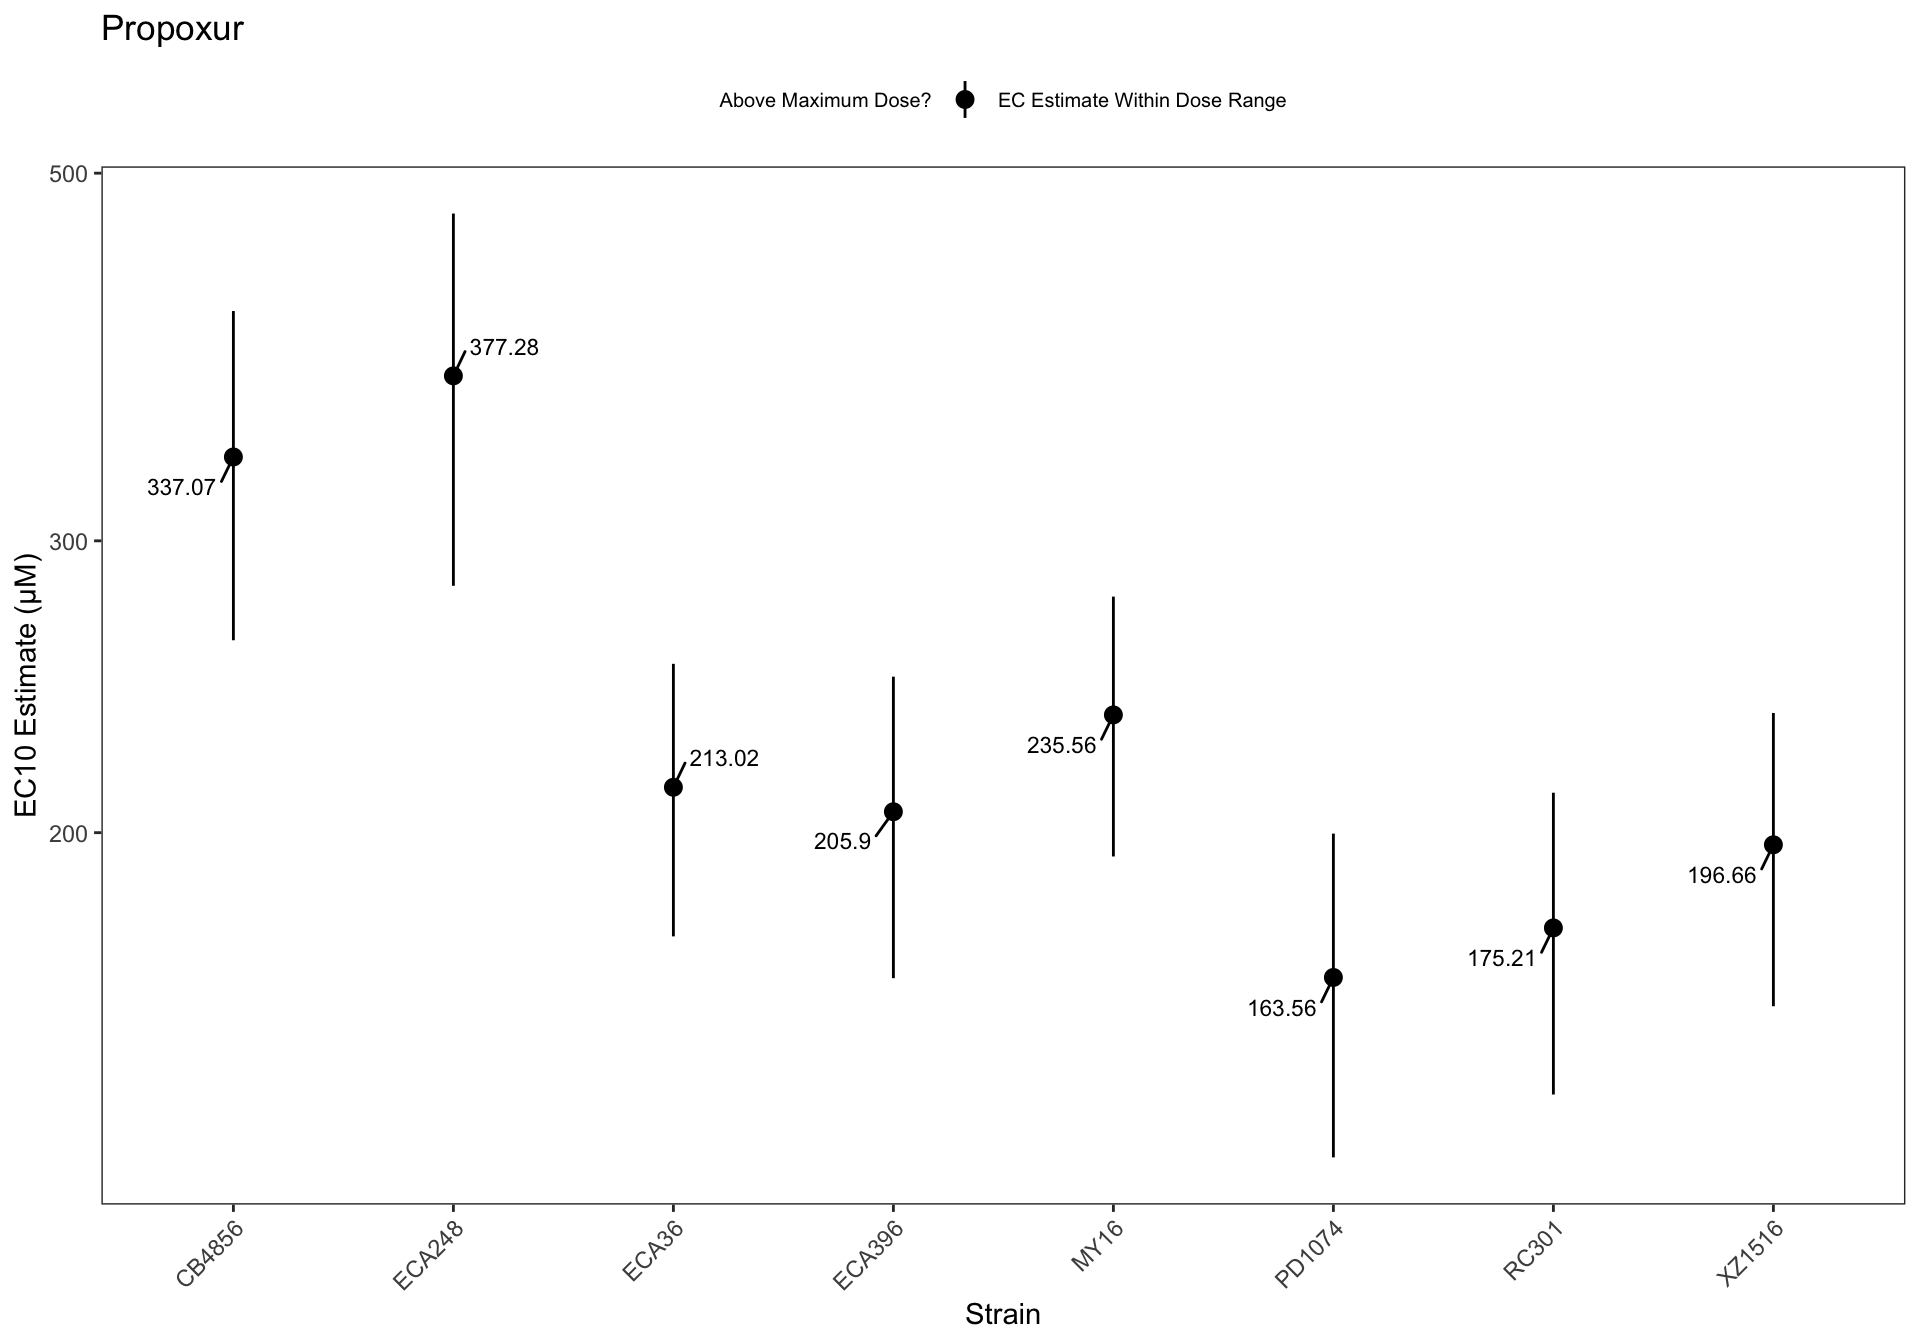 Propoxur
Above Maximum Dose? EC Estimate Within Dose Range
500
300
200
EC10 Estimate (µM)
337.07
377.28
213.02
205.9
235.56
163.56
175.21
196.66
CB4856
ECA248
ECA36
ECA396
MY16
PD1074
RC301
XZ1516
Strain